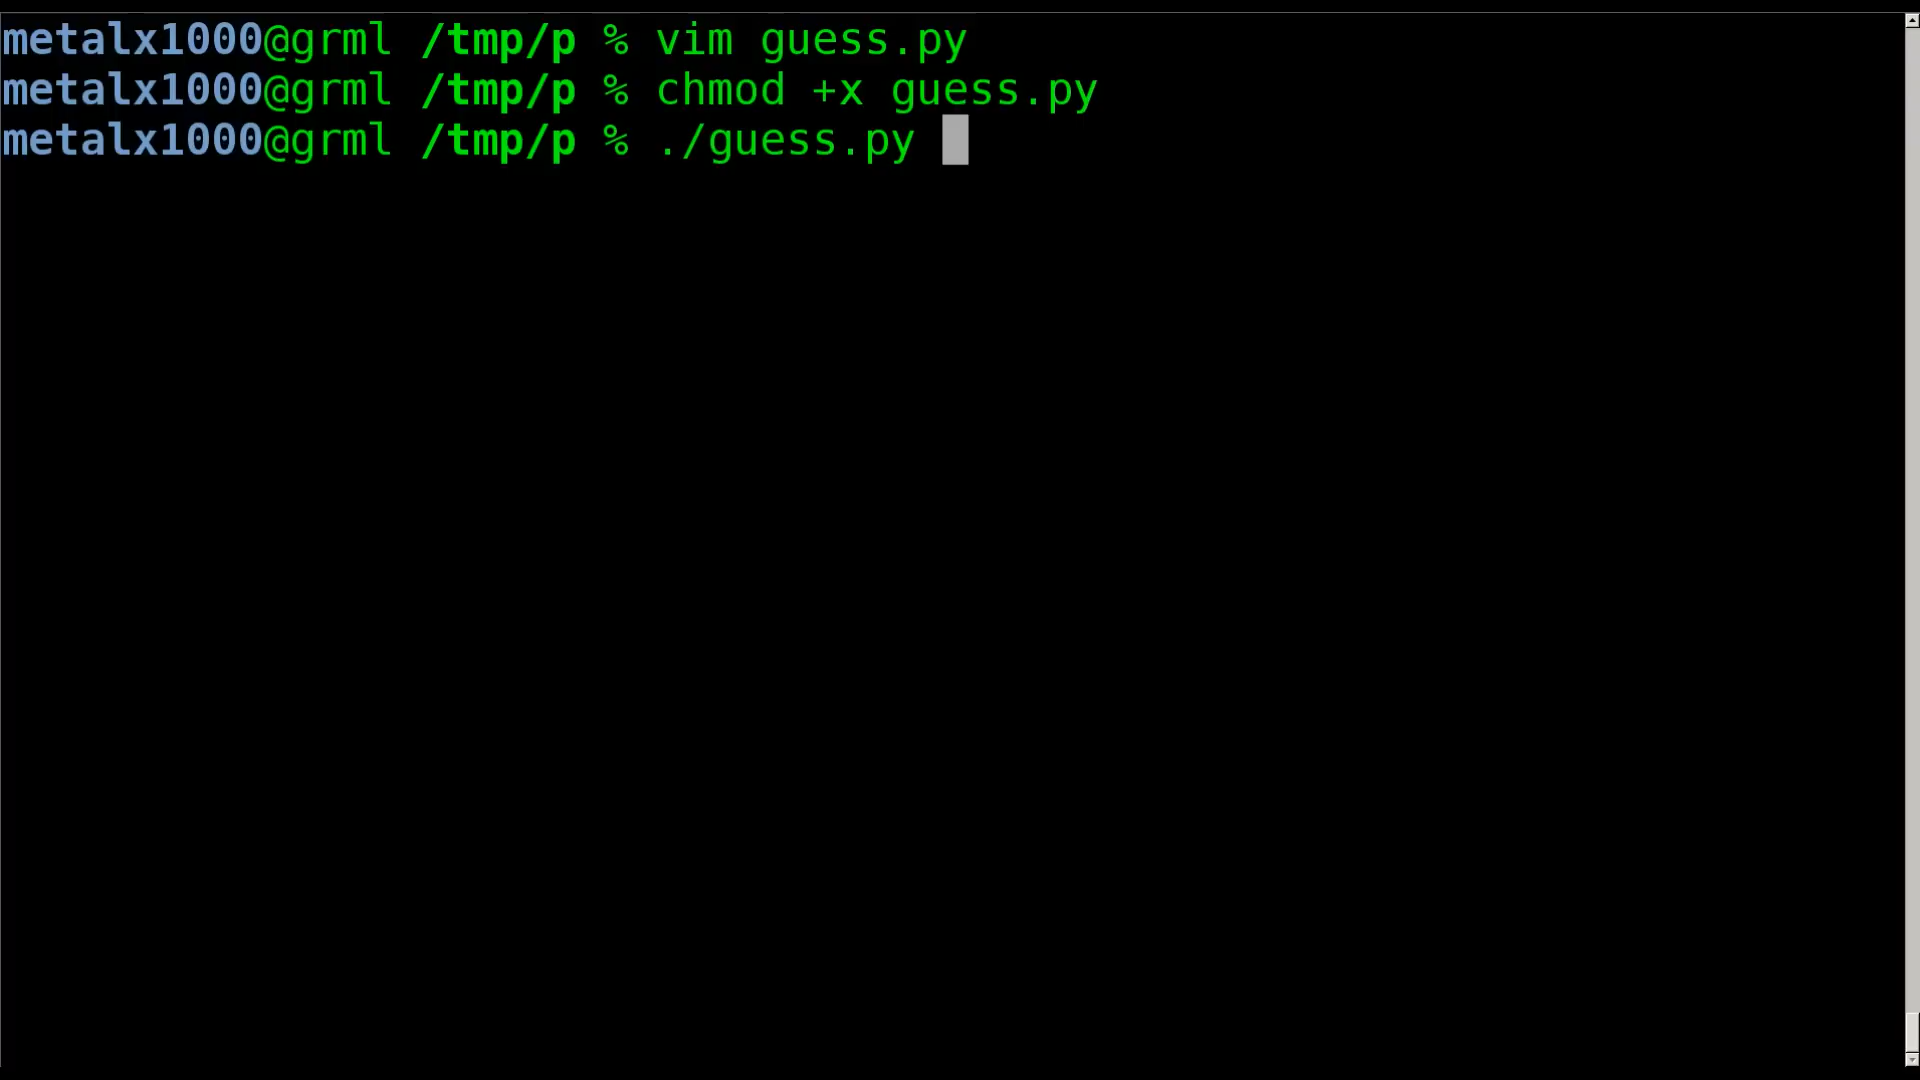 metalx1000@grml /tmp/p % vim guess.py
metalx1000@grml /tmp/p % chmod +x guess.py
metalx1000@grml /tmp/p % ./guess.py